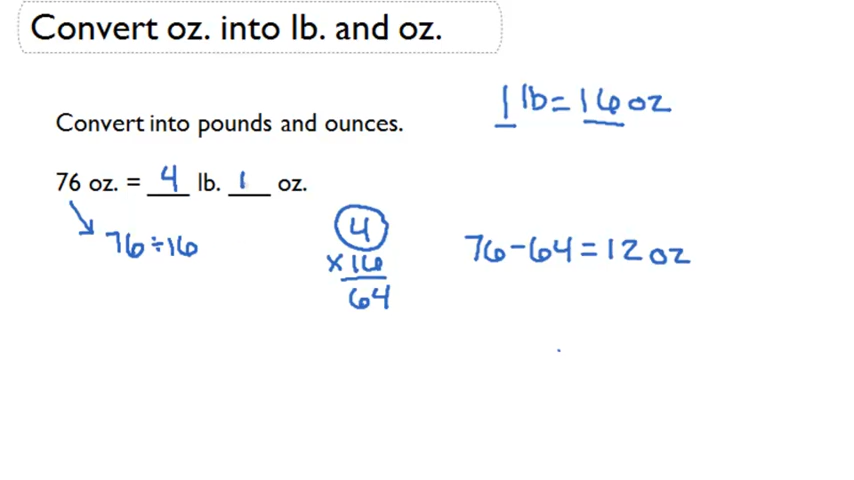 Convert oz. into lb. and oz.
1 lb = 16 oz
Convert into pounds and ounces.
76 oz. = 4 lb. 1 oz.
76 ÷ 16
4
× 16
64
76 - 64 = 12 oz